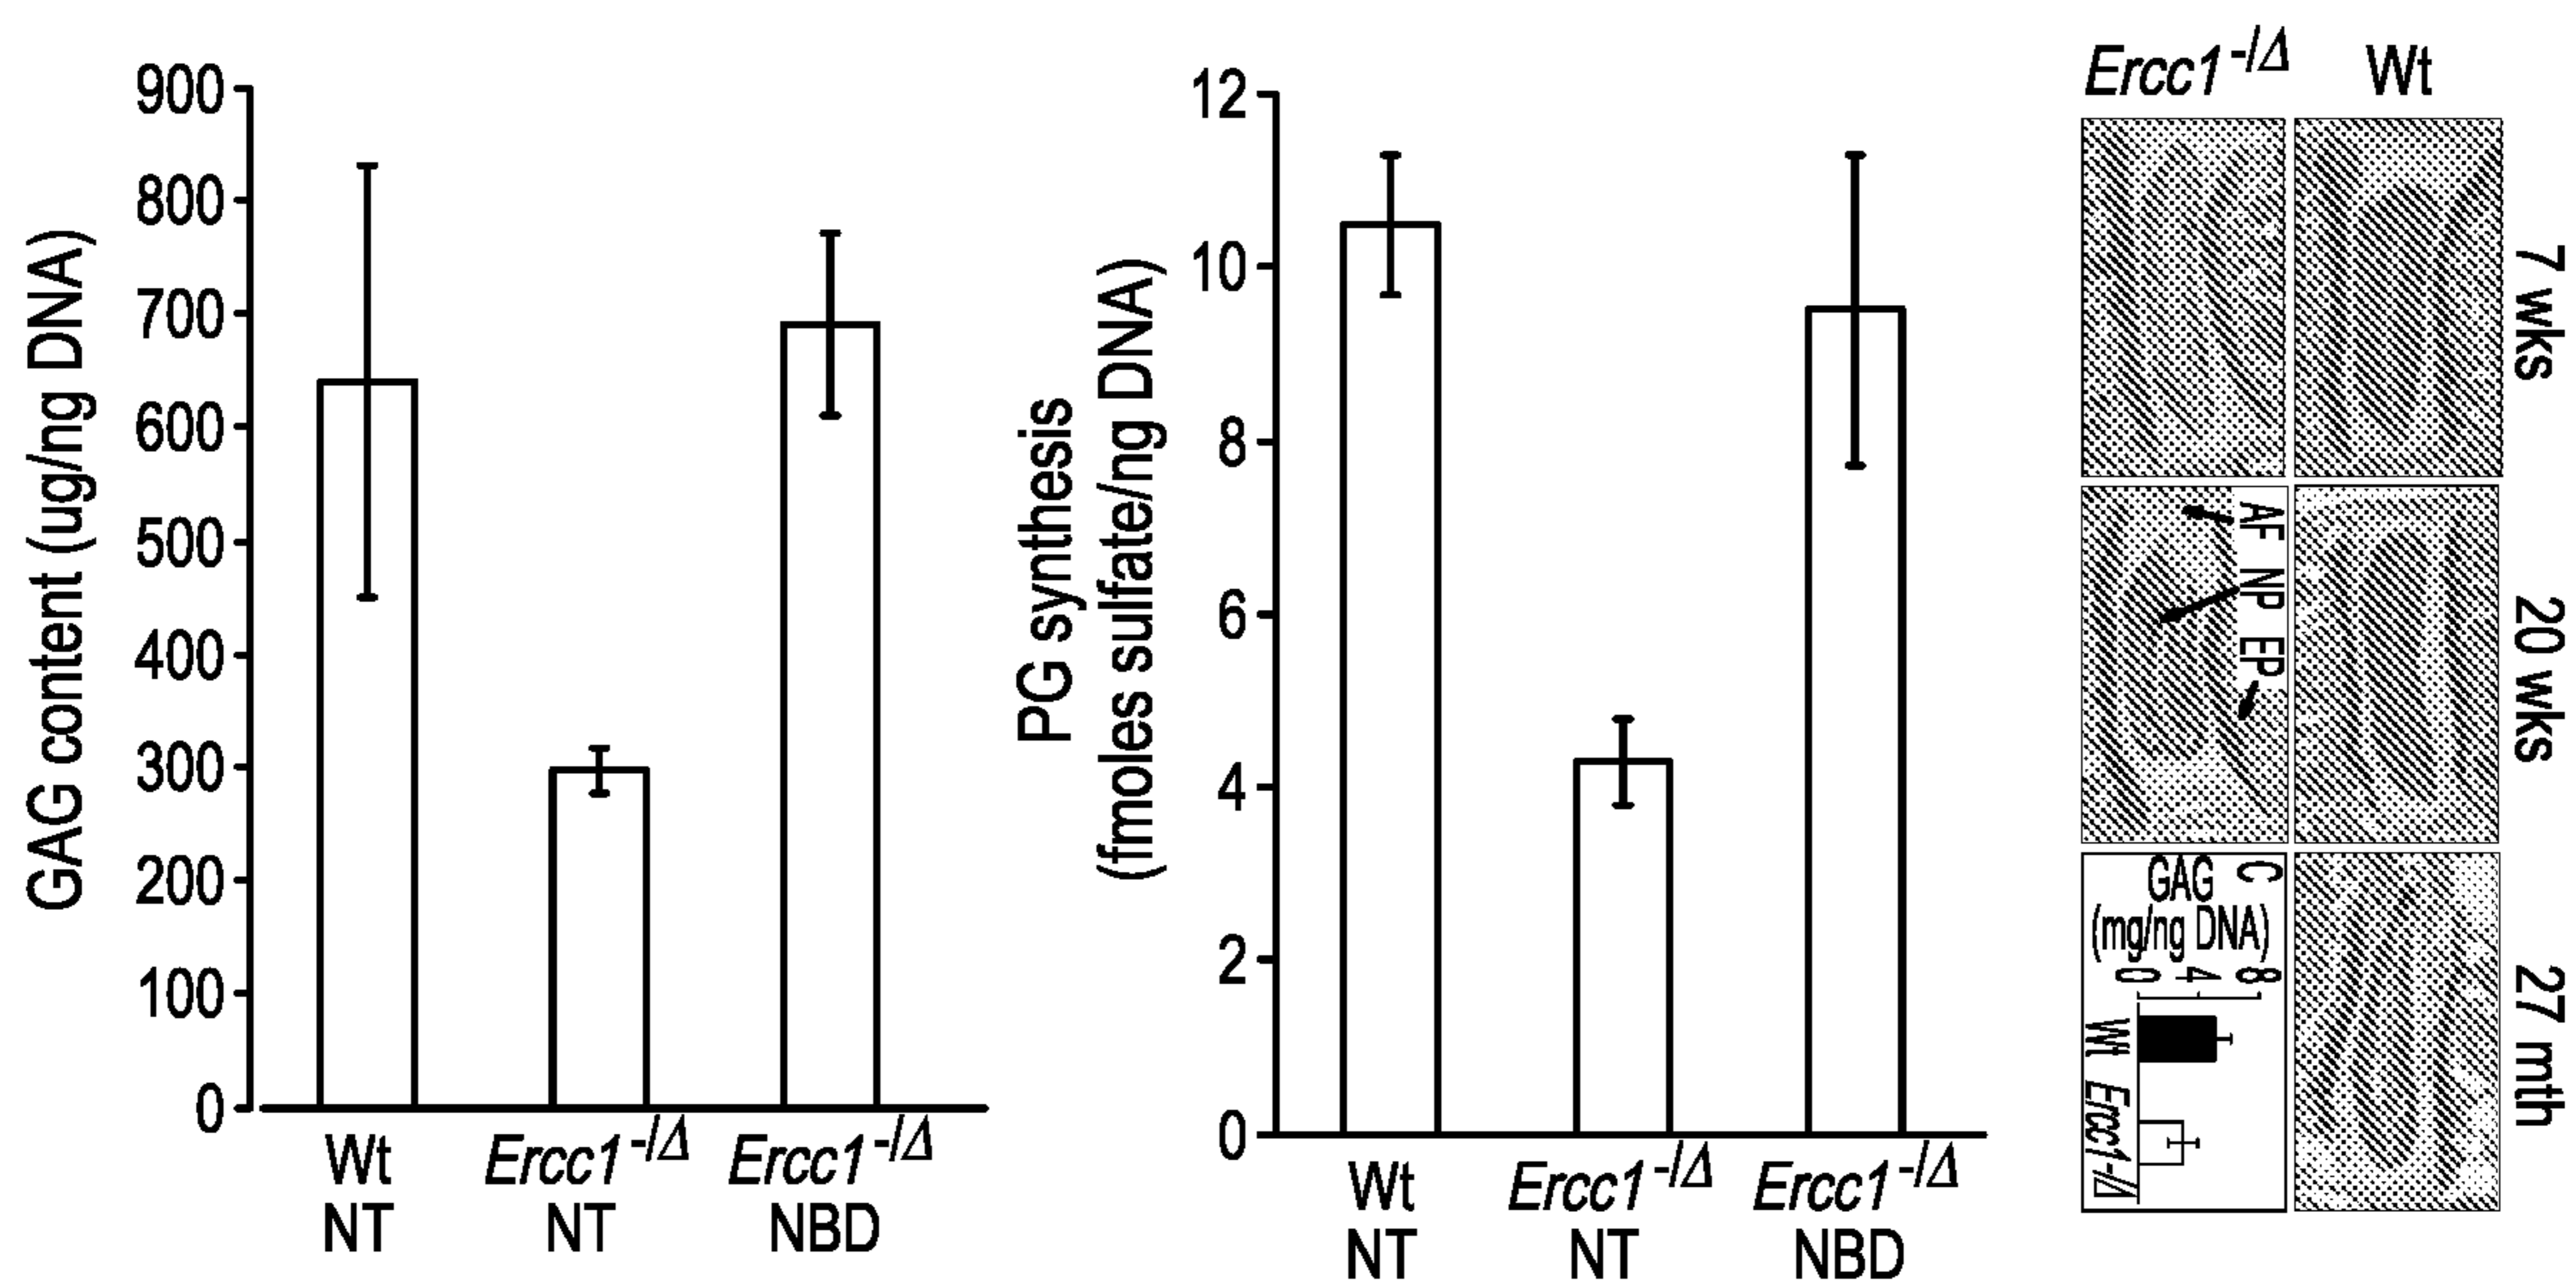 GAG content (ug/ng DNA)
900
800
700
600
500
400
300
200
100
0
Wt
NT
Ercc1-/Δ
NT
Ercc1-/Δ
NBD
PG synthesis
(fmoles sulfate/ng DNA)
12
10
8
6
4
2
0
Wt
NT
Ercc1-/Δ
NT
Ercc1-/Δ
NBD
Ercc1-/Δ
Wt
7 wks
20 wks
27 mth
AF NP EP
C
GAG
(mg/ng DNA)
8
4
0
Wt Ercc1-/Δ